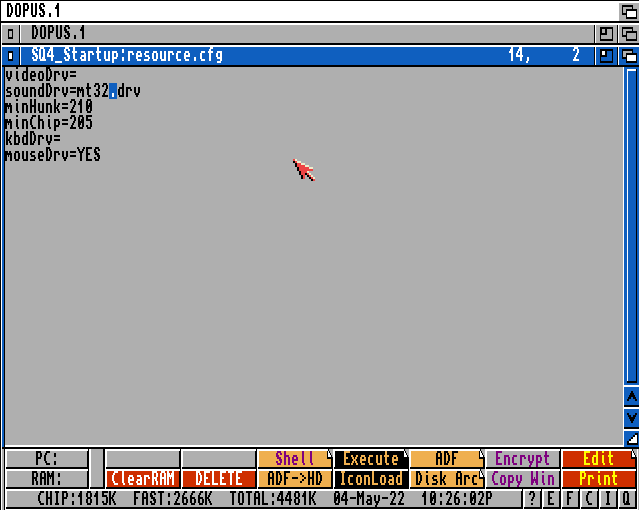 DOPUS.1
DOPUS.1
SQ4_Startup:resource.cfg 14, 2
videoDrv=
soundDrv=mt32.drv
minHunk=210
minChip=205
kbdDrv=
mouseDrv=YES
PC: Shell Execute ADF Encrypt Edit
RAM: ClearRAM DELETE ADF->HD IconLoad Disk Arc Copy Win Print
CHIP:1815K FAST:2666K TOTAL:4481K 04-May-22 10:26:02P ? E F C I Q